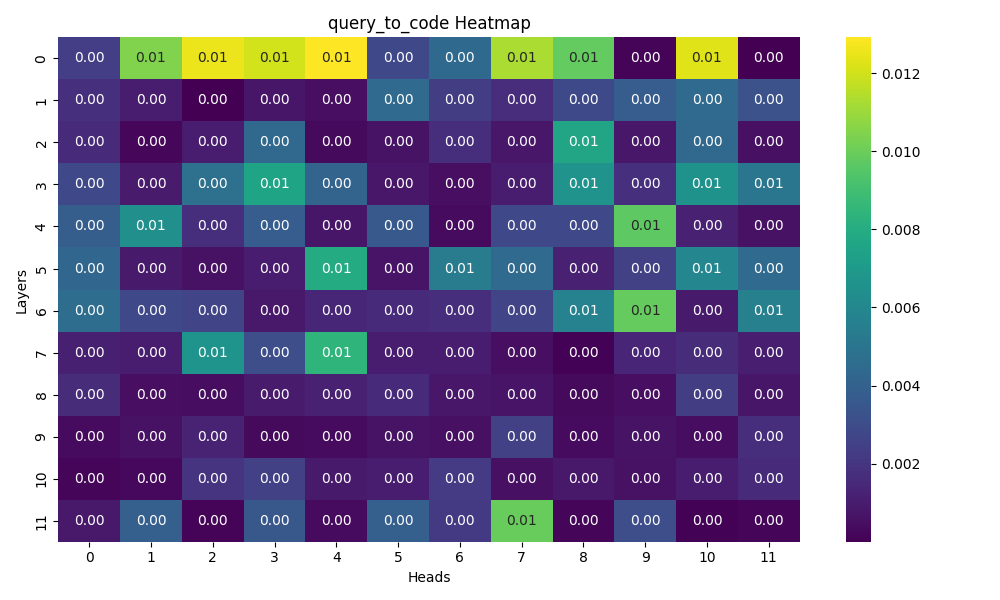 query_to_code Heatmap
0 0.00 0.01 0.01 0.01 0.01 0.00 0.00 0.01 0.01 0.00 0.01 0.00
1 0.00 0.00 0.00 0.00 0.00 0.00 0.00 0.00 0.00 0.00 0.00 0.00
2 0.00 0.00 0.00 0.00 0.00 0.00 0.00 0.00 0.01 0.00 0.00 0.00
3 0.00 0.00 0.00 0.01 0.00 0.00 0.00 0.00 0.01 0.00 0.01 0.01
4 0.00 0.01 0.00 0.00 0.00 0.00 0.00 0.00 0.00 0.01 0.00 0.00
5 0.00 0.00 0.00 0.00 0.01 0.00 0.01 0.00 0.00 0.00 0.01 0.00
6 0.00 0.00 0.00 0.00 0.00 0.00 0.00 0.00 0.01 0.01 0.00 0.01
7 0.00 0.00 0.01 0.00 0.01 0.00 0.00 0.00 0.00 0.00 0.00 0.00
8 0.00 0.00 0.00 0.00 0.00 0.00 0.00 0.00 0.00 0.00 0.00 0.00
9 0.00 0.00 0.00 0.00 0.00 0.00 0.00 0.00 0.00 0.00 0.00 0.00
10 0.00 0.00 0.00 0.00 0.00 0.00 0.00 0.00 0.00 0.00 0.00 0.00
11 0.00 0.00 0.00 0.00 0.00 0.00 0.00 0.01 0.00 0.00 0.00 0.00
0 1 2 3 4 5 6 7 8 9 10 11
Heads
Layers
0.012
0.010
0.008
0.006
0.004
0.002